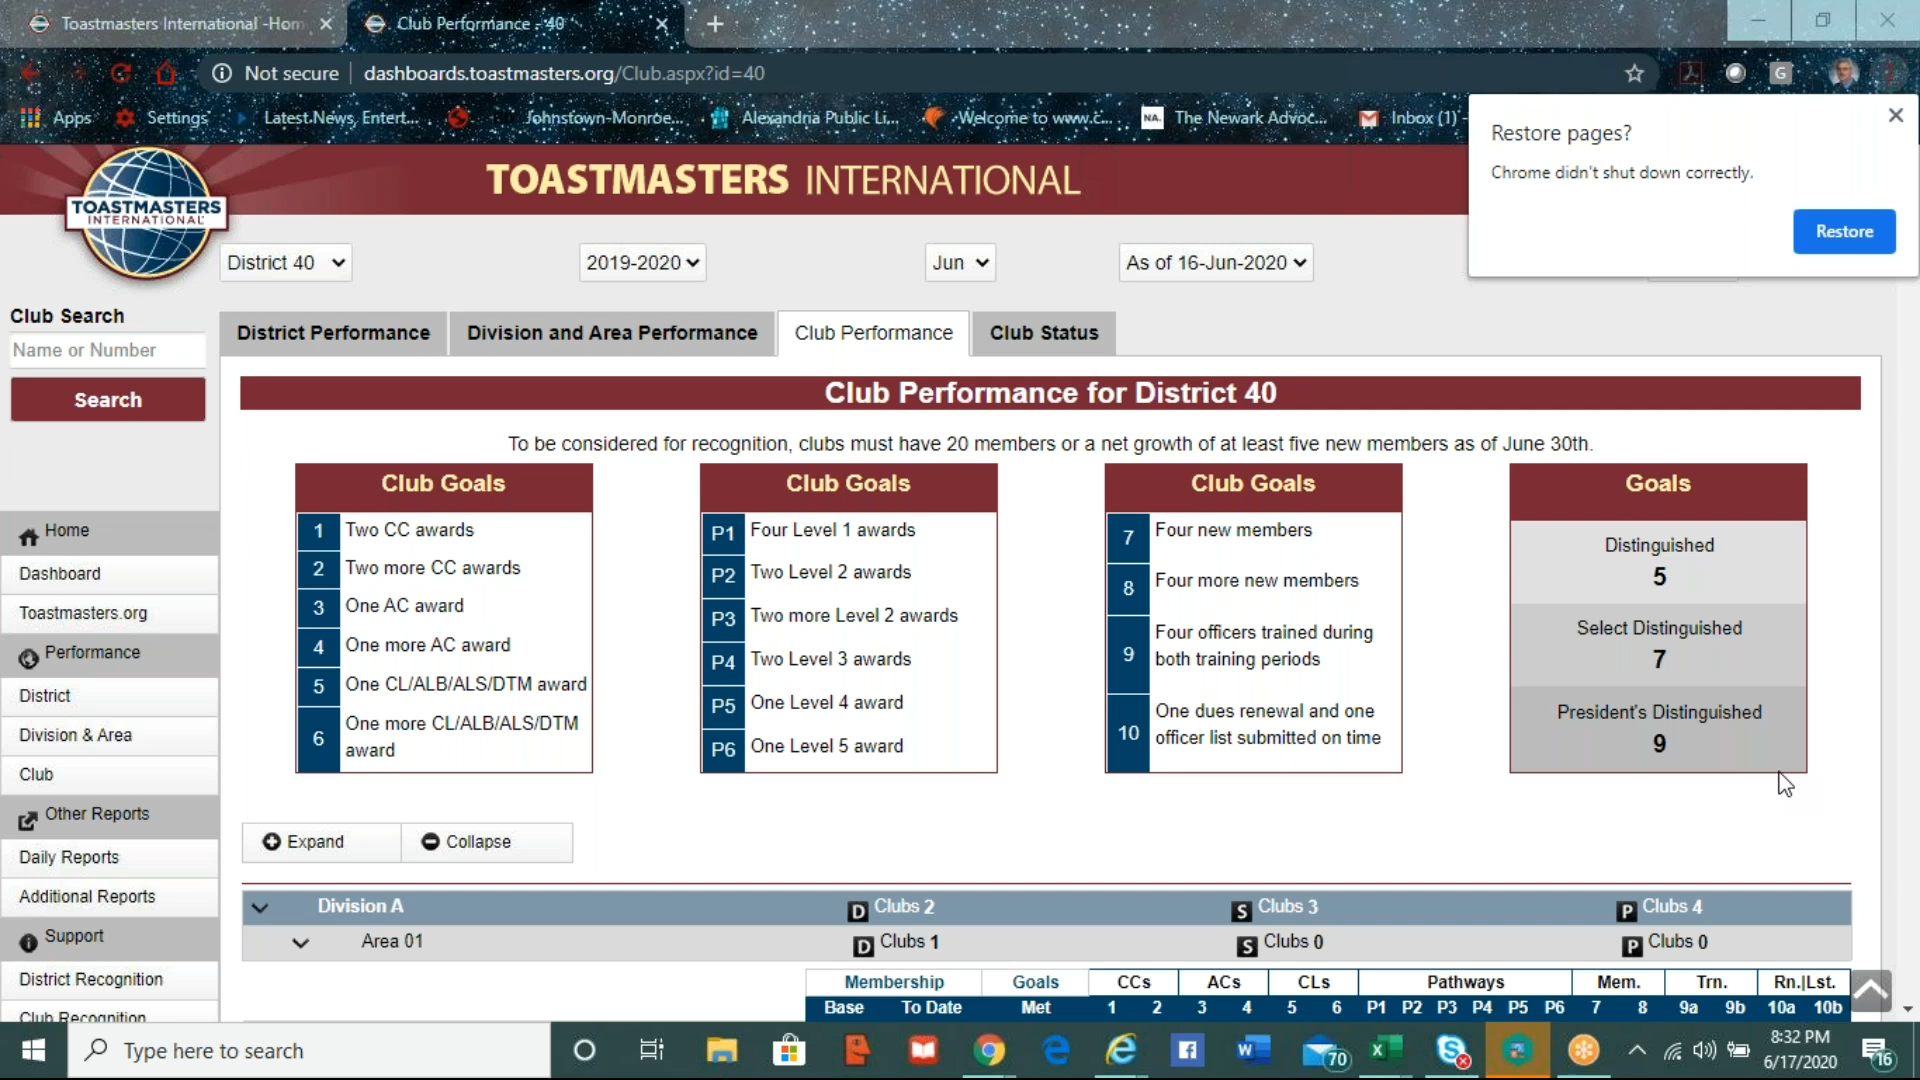 Toastmasters International -Hom
Club Performance - 40
Not secure
dashboards.toastmasters.org/Club.aspx?id=40
G
Apps
Settings
Latest News, Entert...
Johnstown-Monroe...
Alexandria Public Li...
Welcome to www.c...
NA.
The Newark Advoc...
Inbox (1) -
Restore pages?
Chrome didn't shut down correctly.
Restore
TOASTMASTERS INTERNATIONAL
TOASTMASTERS
INTERNATIONAL
District 40
2019-2020
Jun
As of 16-Jun-2020
Club Search
Name or Number
Search
District Performance
Division and Area Performance
Club Performance
Club Status
Club Performance for District 40
To be considered for recognition, clubs must have 20 members or a net growth of at least five new members as of June 30th.
Club Goals
1 Two CC awards
2 Two more CC awards
3 One AC award
4 One more AC award
5 One CL/ALB/ALS/DTM award
6 One more CL/ALB/ALS/DTM
award
Club Goals
P1 Four Level 1 awards
P2 Two Level 2 awards
P3 Two more Level 2 awards
P4 Two Level 3 awards
P5 One Level 4 award
P6 One Level 5 award
Club Goals
7 Four new members
8 Four more new members
9 Four officers trained during
both training periods
10 One dues renewal and one
officer list submitted on time
Goals
Distinguished
5
Select Distinguished
7
President's Distinguished
9
Home
Dashboard
Toastmasters.org
Performance
District
Division & Area
Club
Other Reports
Daily Reports
Additional Reports
Support
District Recognition
Club Recognition
Expand
Collapse
Division A D Clubs 2 S Clubs 3 P Clubs 4
Area 01 D Clubs 1 S Clubs 0 P Clubs 0
Membership Goals CCs ACs CLs Pathways Mem. Trn. Rn.|Lst.
Base To Date Met 1 2 3 4 5 6 P1 P2 P3 P4 P5 P6 7 8 9a 9b 10a 10b
Type here to search
70
8:32 PM
6/17/2020
16